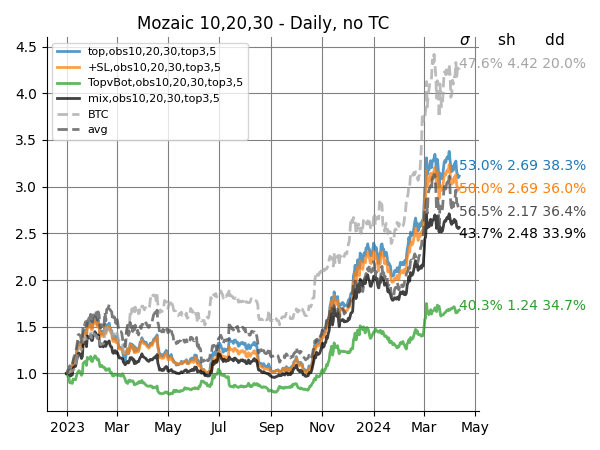 Mozaic 10,20,30 - Daily, no TC
σ sh dd
4.5
4.0
3.5
3.0
2.5
2.0
1.5
1.0
top,obs10,20,30,top3,5
+SL,obs10,20,30,top3,5
TopvBot,obs10,20,30,top3,5
mix,obs10,20,30,top3,5
BTC
avg
47.6% 4.42 20.0%
53.0% 2.69 38.3%
50.0% 2.69 36.0%
56.5% 2.17 36.4%
43.7% 2.48 33.9%
40.3% 1.24 34.7%
2023 Mar May Jul Sep Nov 2024 Mar May